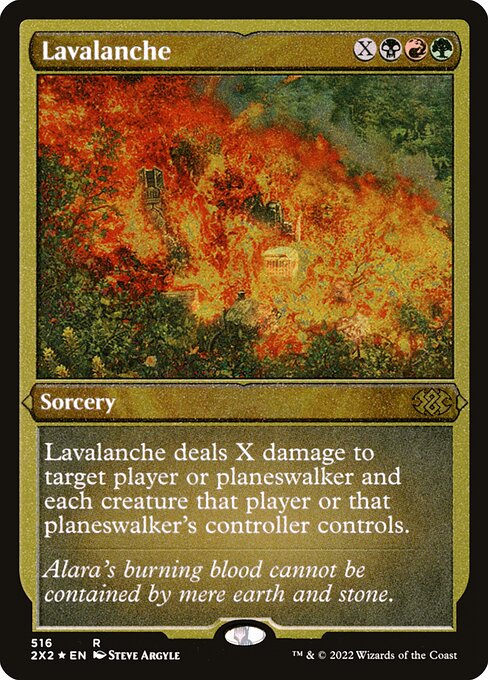 Lavalanche X
Sorcery
Lavalanche deals X damage to
target player or planeswalker and
each creature that player or that
planeswalker's controller controls.
Alara's burning blood cannot be
contained by mere earth and stone.
516 R
2X2 ★ EN Steve Argyle ™ & © 2022 Wizards of the Coast